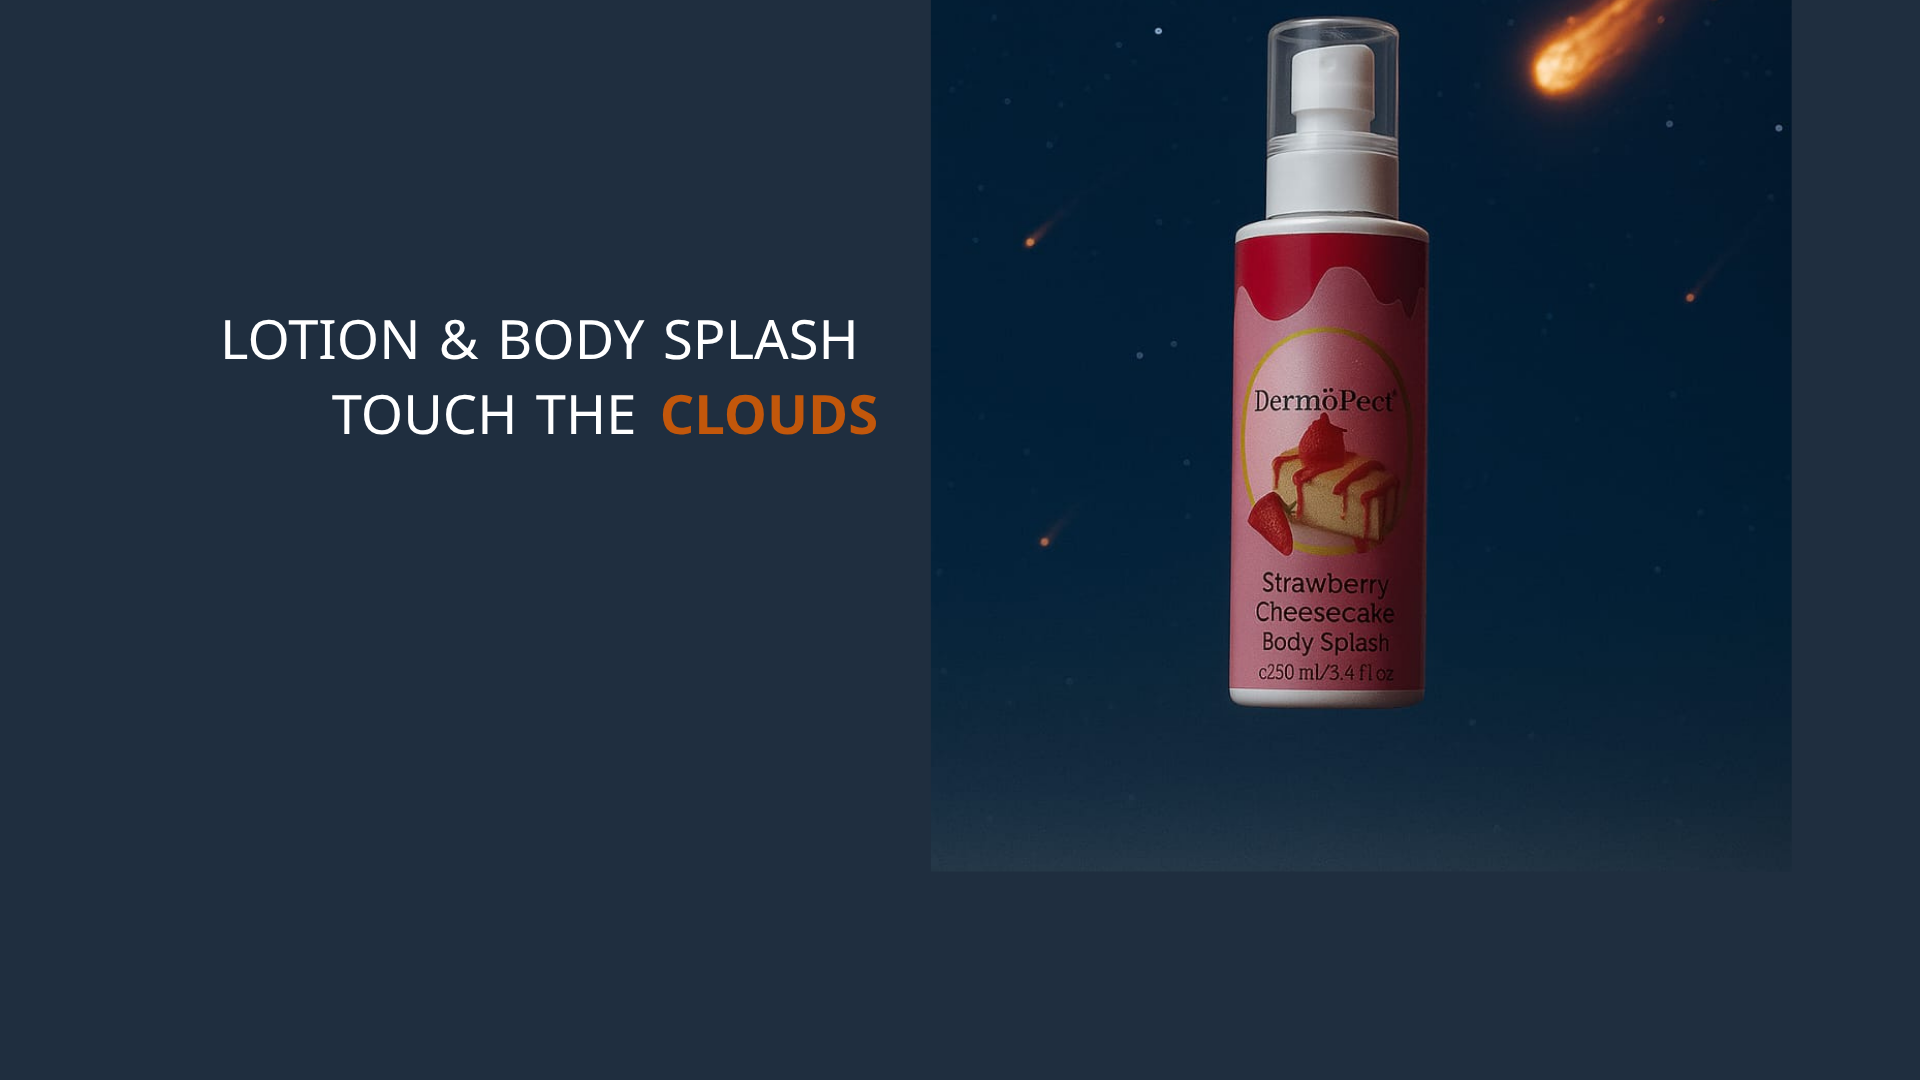 LOTION & BODY SPLASH
TOUCH THE CLOUDS
DermöPect®
Strawberry
Cheesecake
Body Splash
c250 ml/3.4 fl oz